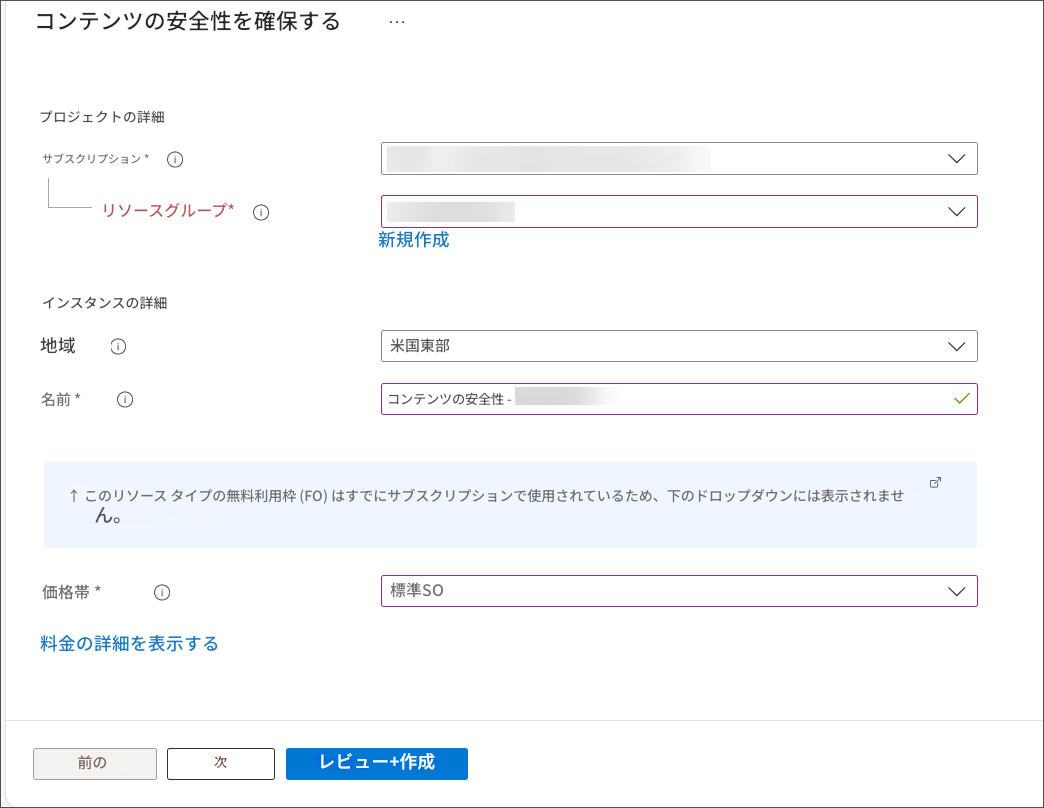 コンテンツの安全性を確保する ...
プロジェクトの詳細
サブスクリプション *
リソースグループ*
新規作成
インスタンスの詳細
地域
米国東部
名前 *
コンテンツの安全性 -
↑ このリソース タイプの無料利用枠 (FO) はすでにサブスクリプションで使用されているため、下のドロップダウンには表示されませ
ん。
価格帯 *
標準SO
料金の詳細を表示する
前の
次
レビュー+作成